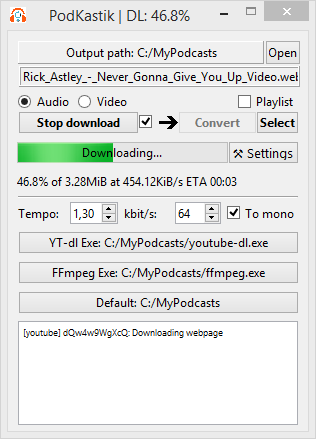 PodKastik | DL: 46.8%
Output path: C:/MyPodcasts Open
Rick_Astley_-_Never_Gonna_Give_You_Up_Video.web
Audio Video Playlist
Stop download Convert Select
Downloading... Settings
46.8% of 3.28MiB at 454.12KiB/s ETA 00:03
Tempo: 1,30 kbit/s: 64 To mono
YT-dl Exe: C:/MyPodcasts/youtube-dl.exe
FFmpeg Exe: C:/MyPodcasts/ffmpeg.exe
Default: C:/MyPodcasts
[youtube] dQw4w9WgXcQ: Downloading webpage